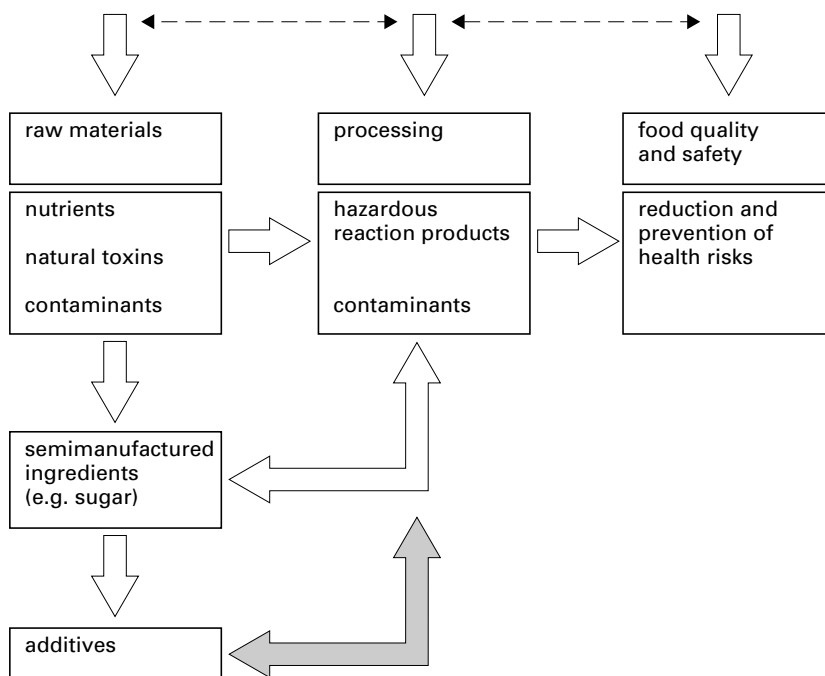 raw materials
processing
food quality
and safety
nutrients
natural toxins
contaminants
hazardous
reaction products
contaminants
reduction and
prevention of
health risks
semimanufactured
ingredients
(e.g. sugar)
additives